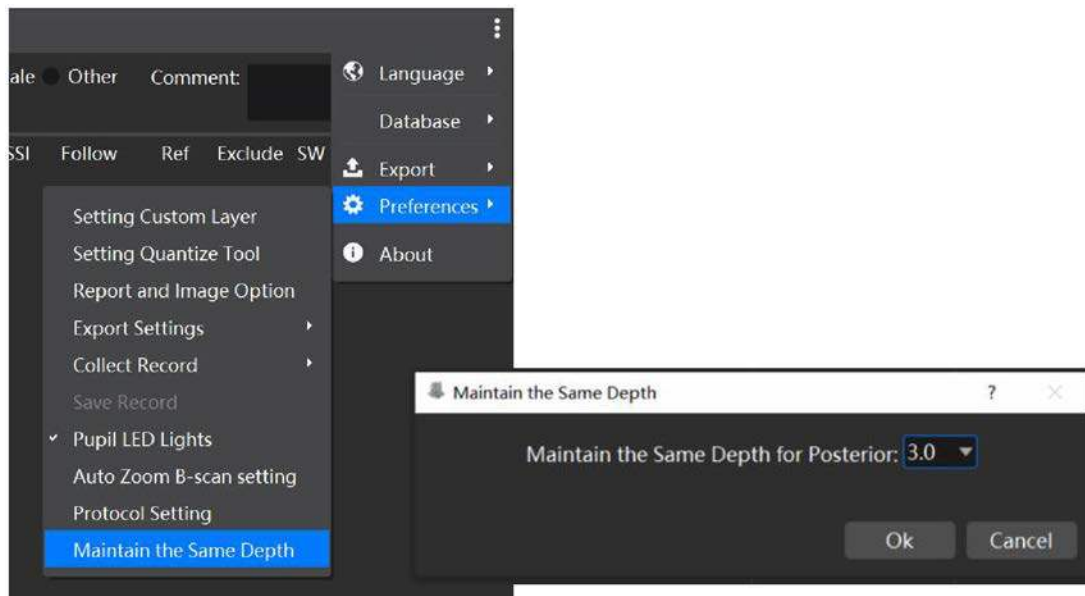 ale Other Comment:
SSI Follow Ref Exclude SW
Language
Database
Export
Preferences
About
Setting Custom Layer
Setting Quantize Tool
Report and Image Option
Export Settings
Collect Record
Save Record
Pupil LED Lights
Auto Zoom B-scan setting
Protocol Setting
Maintain the Same Depth
Maintain the Same Depth ?
Maintain the Same Depth for Posterior: 3.0
Ok Cancel